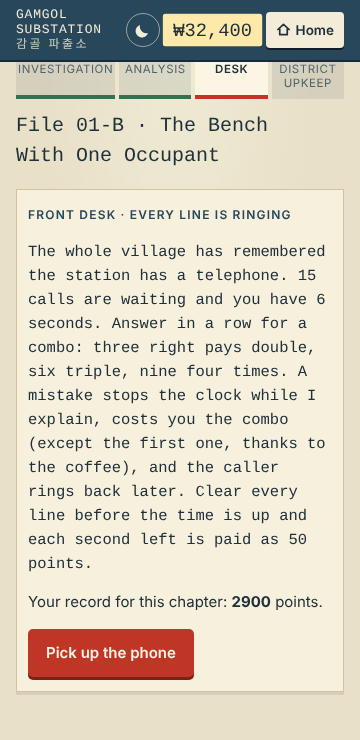 GAMGOL
SUBSTATION
감골 파출소
₩32,400
Home
INVESTIGATION
ANALYSIS
DESK
DISTRICT
UPKEEP
File 01-B · The Bench
With One Occupant
FRONT DESK · EVERY LINE IS RINGING
The whole village has remembered
the station has a telephone. 15
calls are waiting and you have 6
seconds. Answer in a row for a
combo: three right pays double,
six triple, nine four times. A
mistake stops the clock while I
explain, costs you the combo
(except the first one, thanks to
the coffee), and the caller
rings back later. Clear every
line before the time is up and
each second left is paid as 50
points.
Your record for this chapter: 2900 points.
Pick up the phone